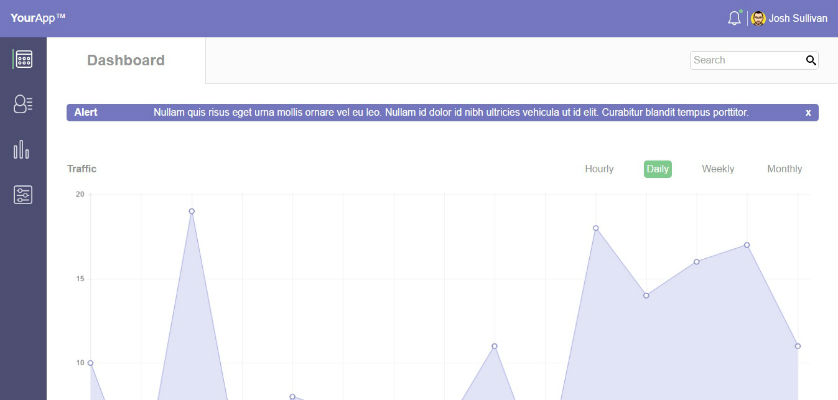 YourApp™
Josh Sullivan
Dashboard
Search
Alert Nullam quis risus eget urna mollis ornare vel eu leo. Nullam id dolor id nibh ultricies vehicula ut id elit. Curabitur blandit tempus porttitor. x
Traffic
Hourly Daily Weekly Monthly
20
15
10